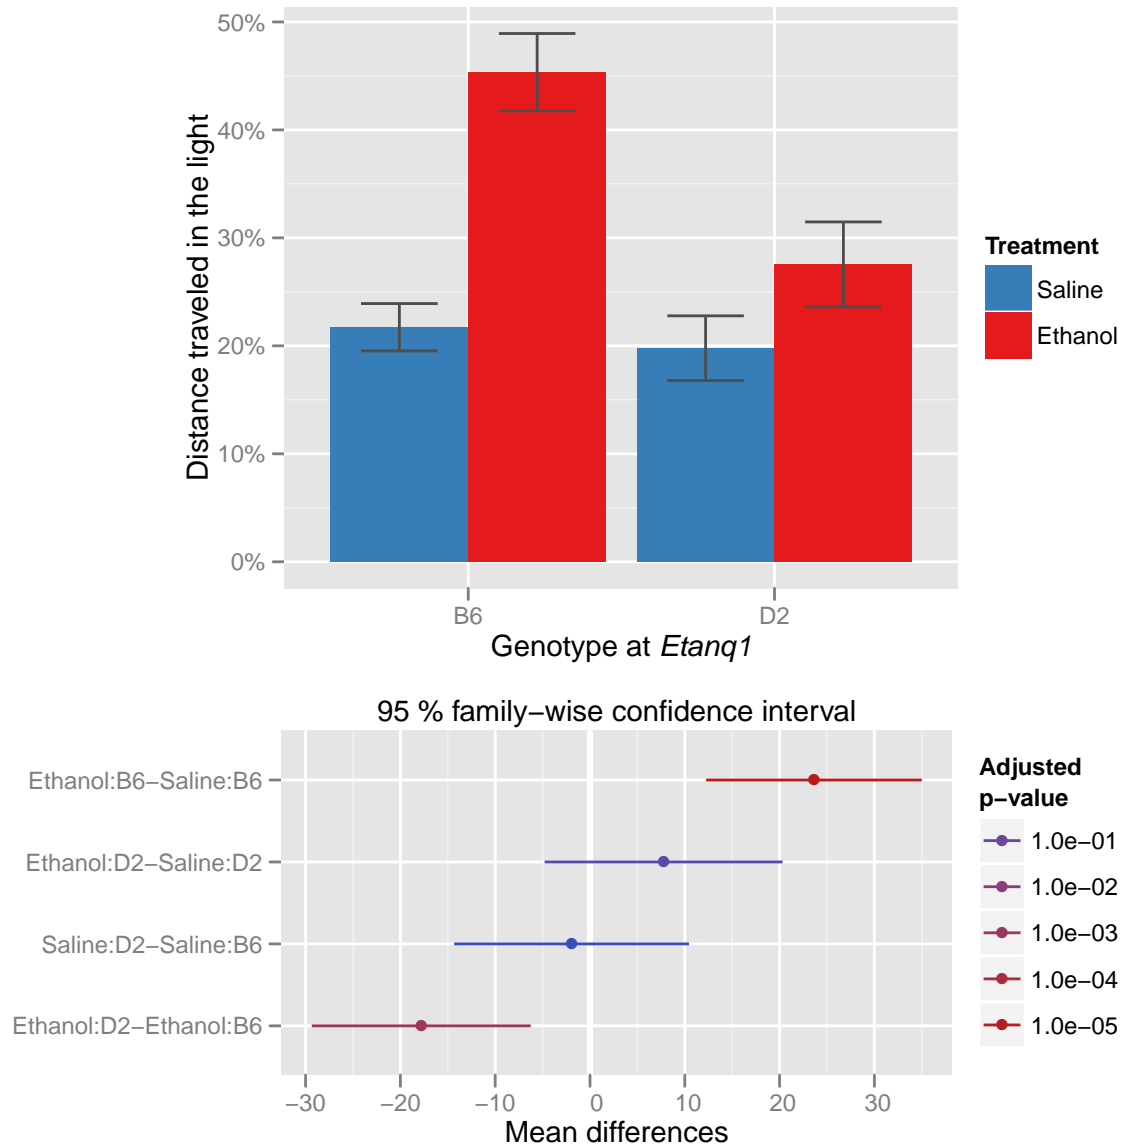 50%
40%
30%
20%
10%
0%
Distance traveled in the light
B6
D2
Genotype at Etanq1
Treatment
Saline
Ethanol
95 % family−wise confidence interval
Ethanol:B6−Saline:B6
Ethanol:D2−Saline:D2
Saline:D2−Saline:B6
Ethanol:D2−Ethanol:B6
−30
−20
−10
0
10
20
30
Mean differences
Adjusted
p−value
1.0e−01
1.0e−02
1.0e−03
1.0e−04
1.0e−05